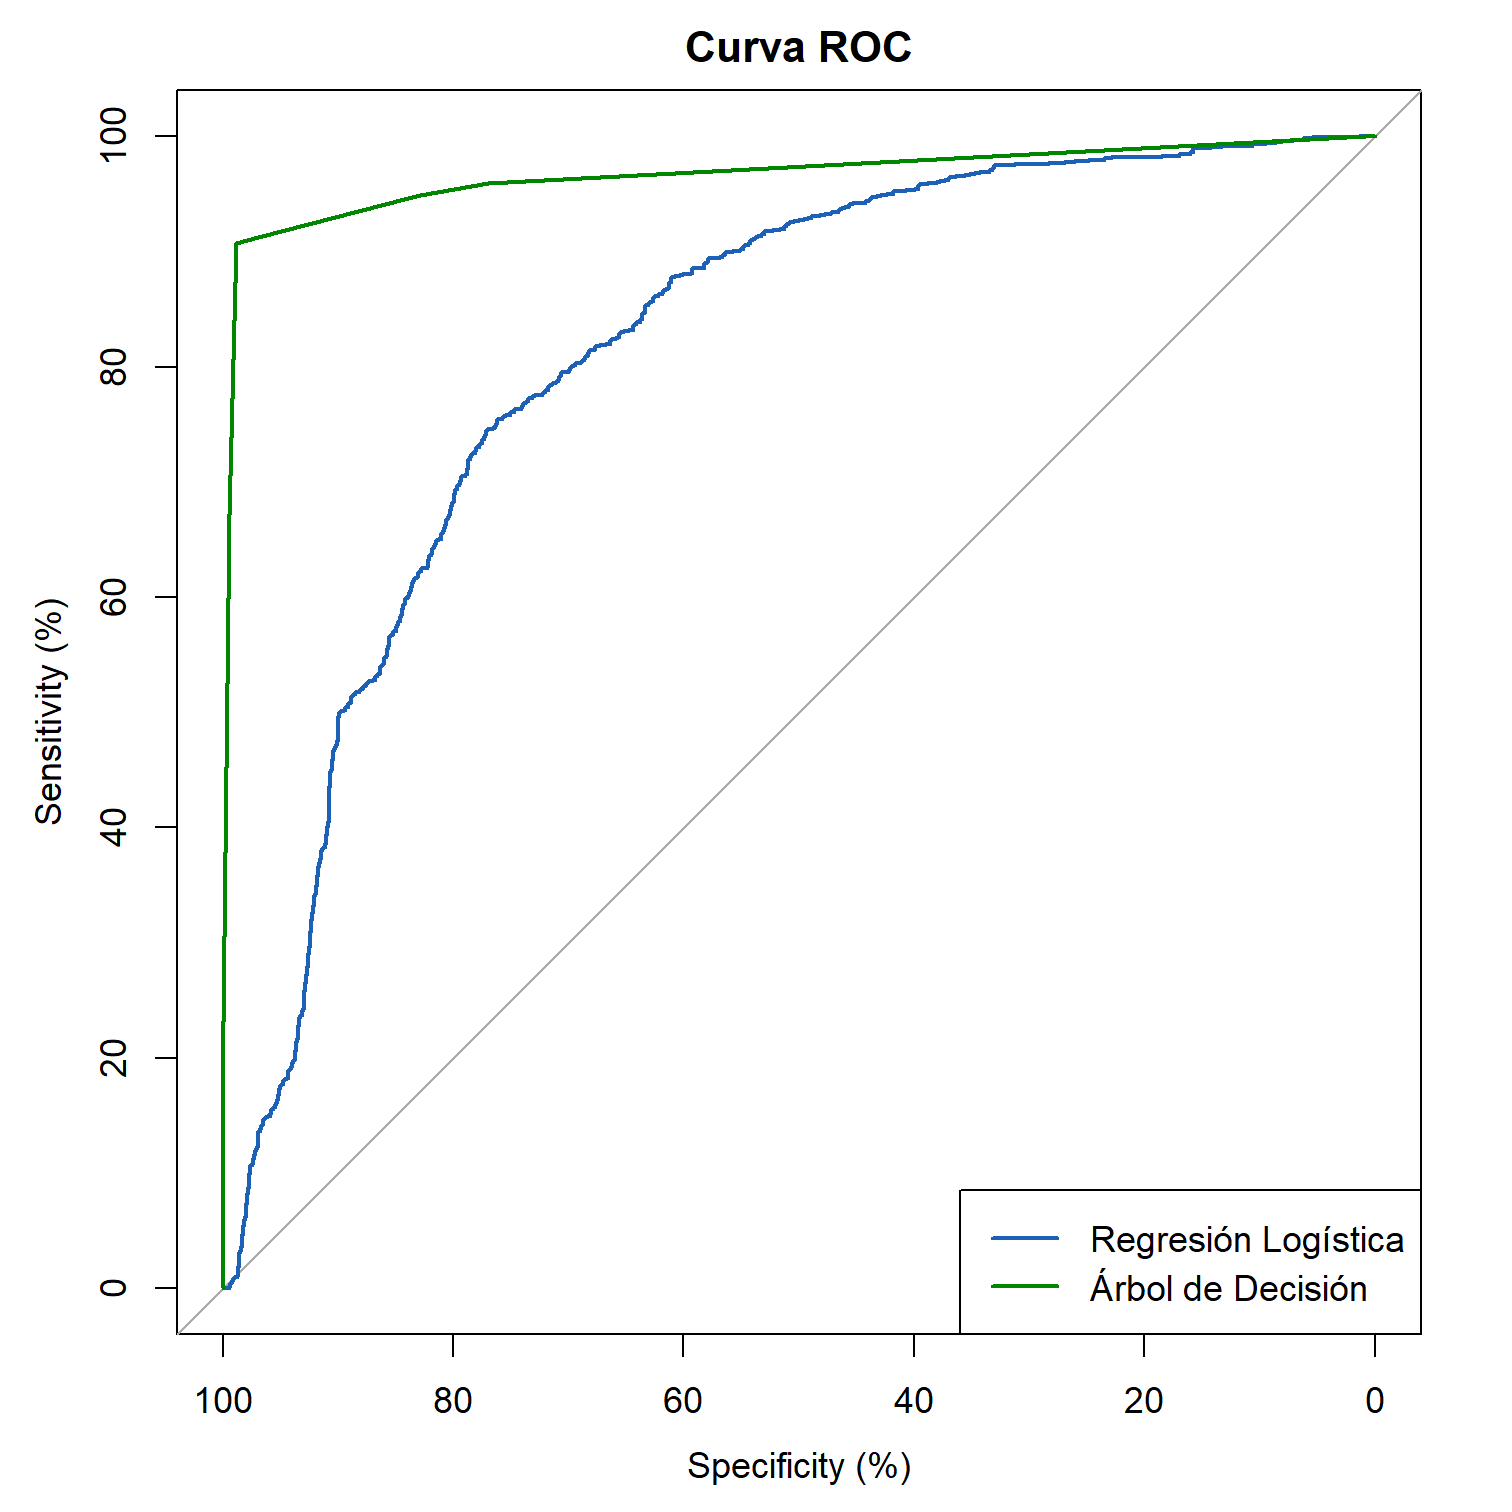 Curva ROC
100
80
60
40
20
0
Sensitivity (%)
100 80 60 40 20 0
Specificity (%)
Regresión Logística
Árbol de Decisión